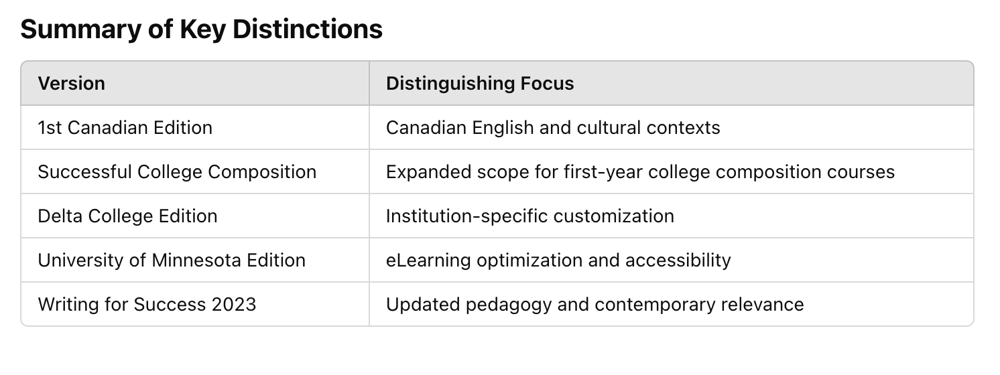 Summary of Key Distinctions
Version Distinguishing Focus
1st Canadian Edition Canadian English and cultural contexts
Successful College Composition Expanded scope for first-year college composition courses
Delta College Edition Institution-specific customization
University of Minnesota Edition eLearning optimization and accessibility
Writing for Success 2023 Updated pedagogy and contemporary relevance